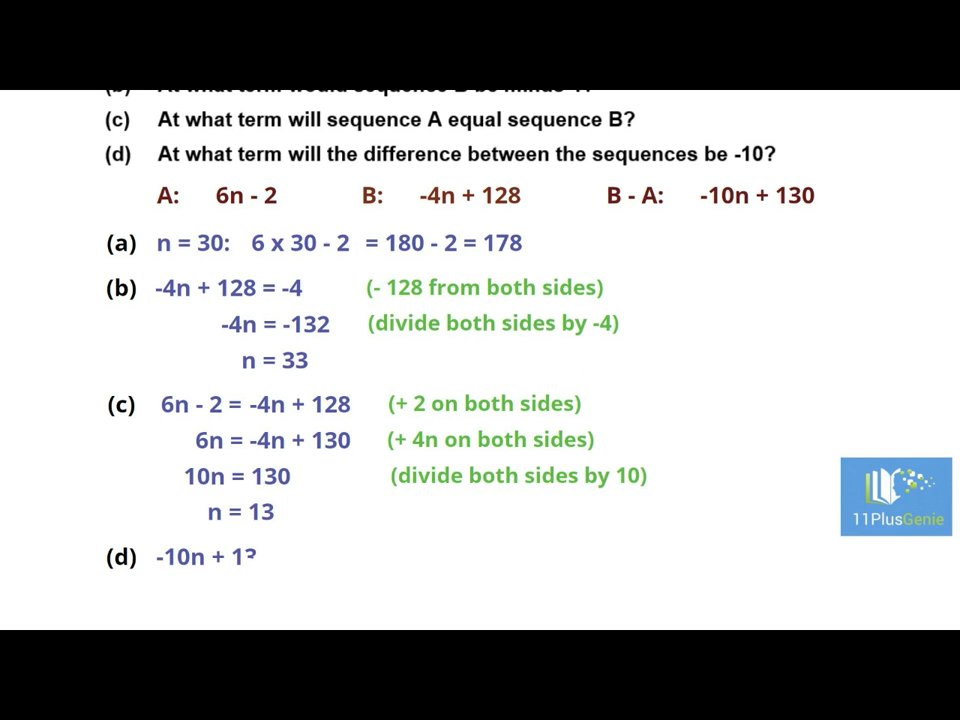 (c) At what term will sequence A equal sequence B?
(d) At what term will the difference between the sequences be -10?
A: 6n - 2 B: -4n + 128 B - A: -10n + 130
(a) n = 30: 6 x 30 - 2 = 180 - 2 = 178
(b) -4n + 128 = -4 (- 128 from both sides)
-4n = -132 (divide both sides by -4)
n = 33
(c) 6n - 2 = -4n + 128 (+ 2 on both sides)
6n = -4n + 130 (+ 4n on both sides)
10n = 130 (divide both sides by 10)
n = 13
11PlusGenie
(d) -10n + 1